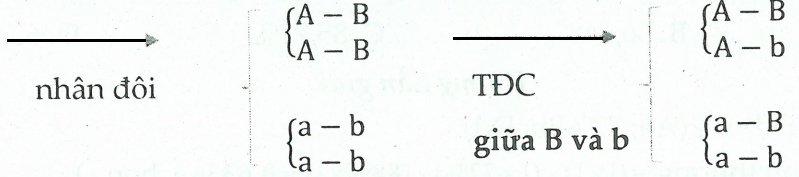 A – B
A – B
nhân đôi
a – b
a – b
TĐC
giữa B và b
A – B
A – b
a – B
a – b